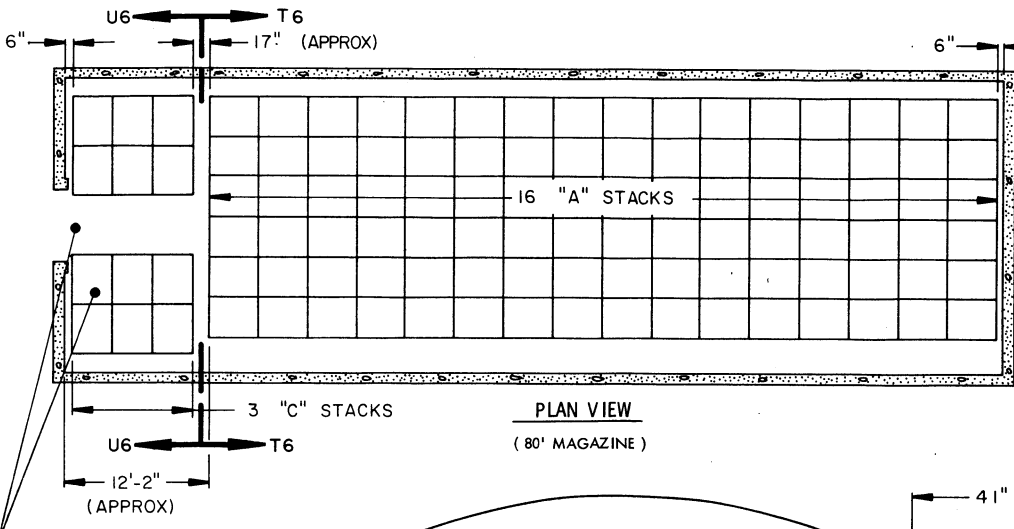 U6 T6
6" 17" (APPROX) 6"
16 "A" STACKS
3 "C" STACKS
PLAN VIEW
U6 T6
(80' MAGAZINE)
12'-2"
(APPROX)
41"